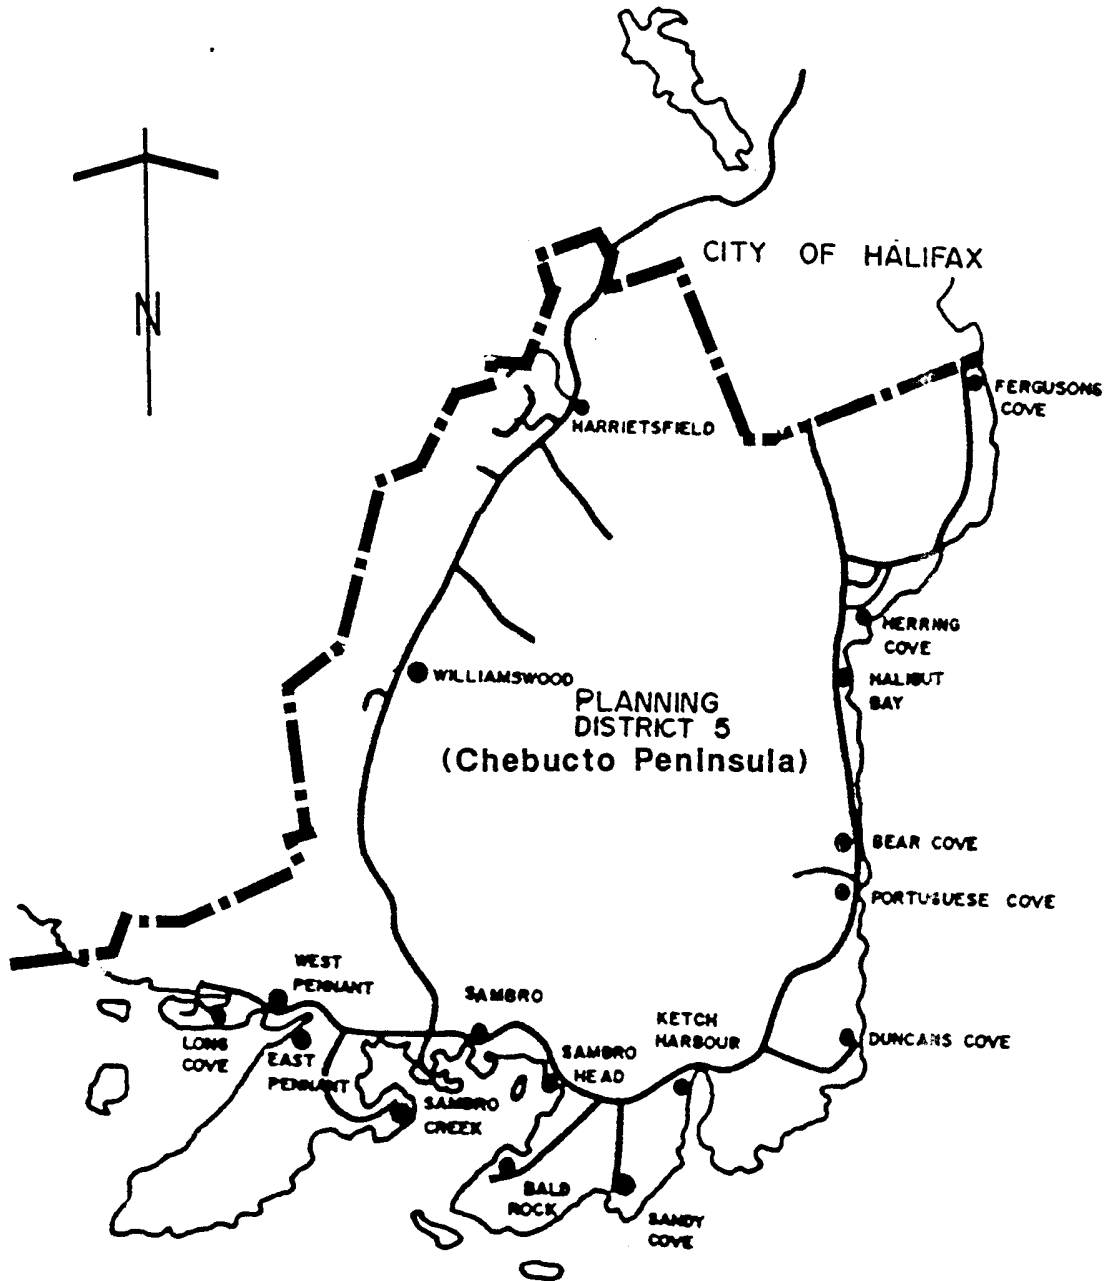 CITY OF HALIFAX
N
FERGUSONS
COVE
HARRIETSFIELD
HERRING
COVE
WILLIAMSWOOD
HALIBUT
BAY
PLANNING
DISTRICT 5
(Chebucto Peninsula)
BEAR COVE
PORTUGUESE COVE
WEST
PENNANT
SAMBRO
KETCH
HARBOUR
LONG
COVE
EAST
PENNANT
SAMBRO
HEAD
DUNCANS COVE
SAMBRO
CREEK
BALD
ROCK
SANDY
COVE